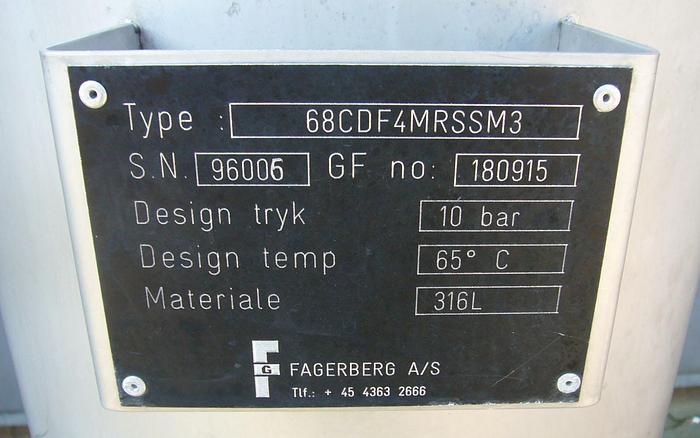 Type : 68CDF4MRSSM3
S.N. 96006 GF no: 180915
Design tryk 10 bar
Design temp 65° C
Materiale 316L
F G FAGERBERG A/S
Tlf.: + 45 4363 2666